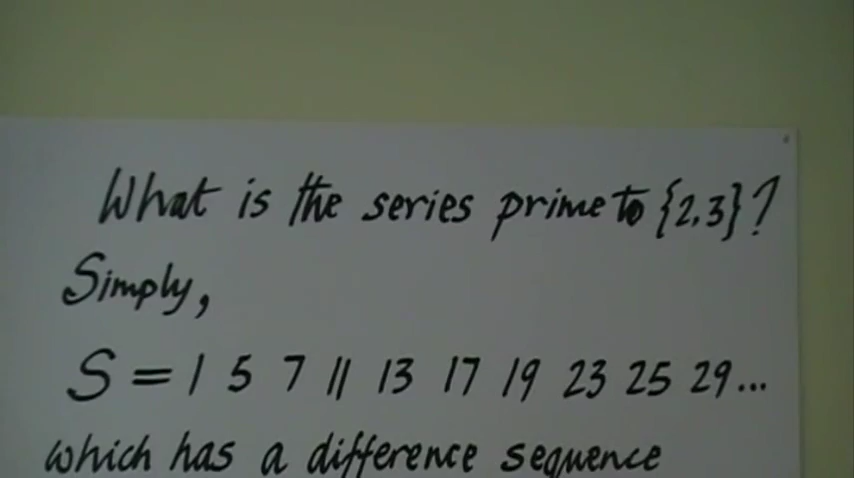 What is the series prime to {2,3}?
Simply,
S = 1 5 7 11 13 17 19 23 25 29...
which has a difference sequence